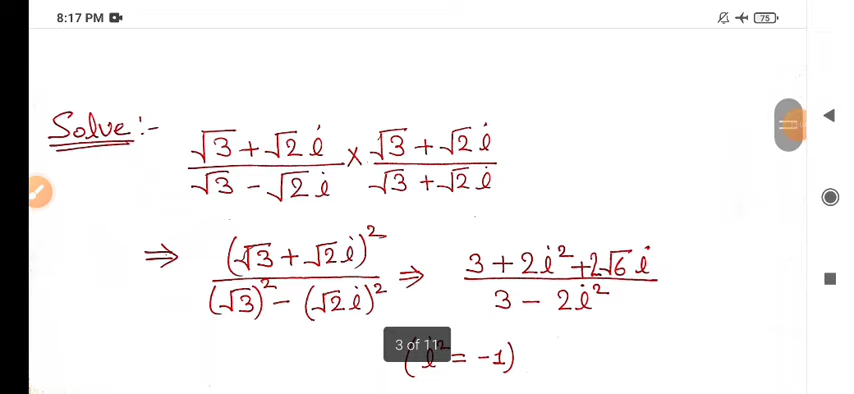 8:17 PM
75
Solve :-
(√3 + √2 i)/(√3 - √2 i) × (√3 + √2 i)/(√3 + √2 i)
⇒ (√3 + √2 i)²/((√3)² - (√2 i)²) ⇒ (3 + 2i² + 2√6 i)/(3 - 2i²)
3 of 11
(i² = -1)